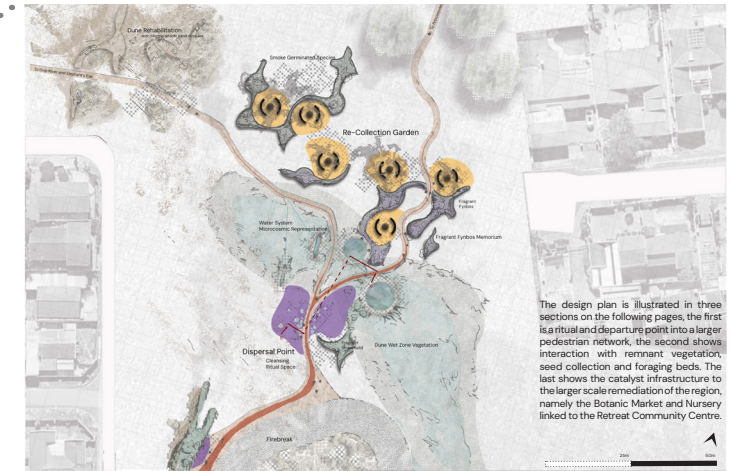 Dune Rehabilitation
Smoke Germinated Species
Re-Collection Garden
Fragrant
Fynbos
Water System
Microcosmic Representation
Fragrant Fynbos Memorium
Dune Wet Zone Vegetation
Dispersal Point
Cleansing
Ritual Space
Firebreak
The design plan is illustrated in three
sections on the following pages, the first
is a ritual and departure point into a larger
pedestrian network, the second shows
interaction with remnant vegetation,
seed collection and foraging beds. The
last shows the catalyst infrastructure to
the larger scale remediation of the region,
namely the Botanic Market and Nursery
linked to the Retreat Community Centre.
25m
50m